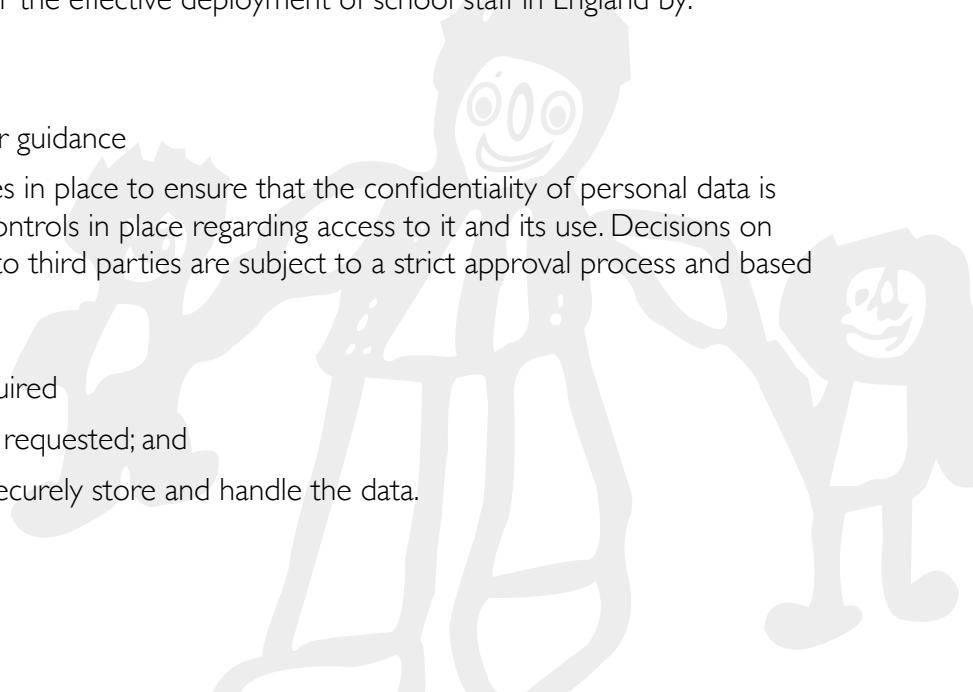 the effective deployment of school staff in England by:
r guidance
es in place to ensure that the confidentiality of personal data is
ontrols in place regarding access to it and its use. Decisions on
to third parties are subject to a strict approval process and based
uired
requested; and
ecurely store and handle the data.